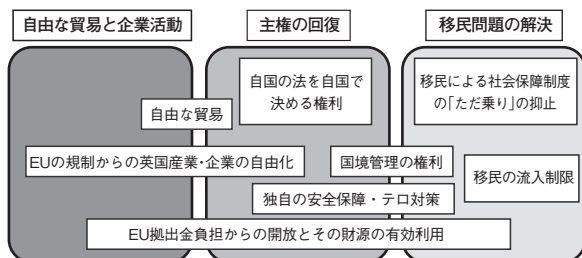 自由な貿易と企業活動
主権の回復
移民問題の解決
自国の法を自国で
決める権利
移民による社会保障制度
の「ただ乗り」の抑止
自由な貿易
EUの規制からの英国産業・企業の自由化
国境管理の権利
移民の流入制限
独自の安全保障・テロ対策
EU拠出金負担からの開放とその財源の有効利用